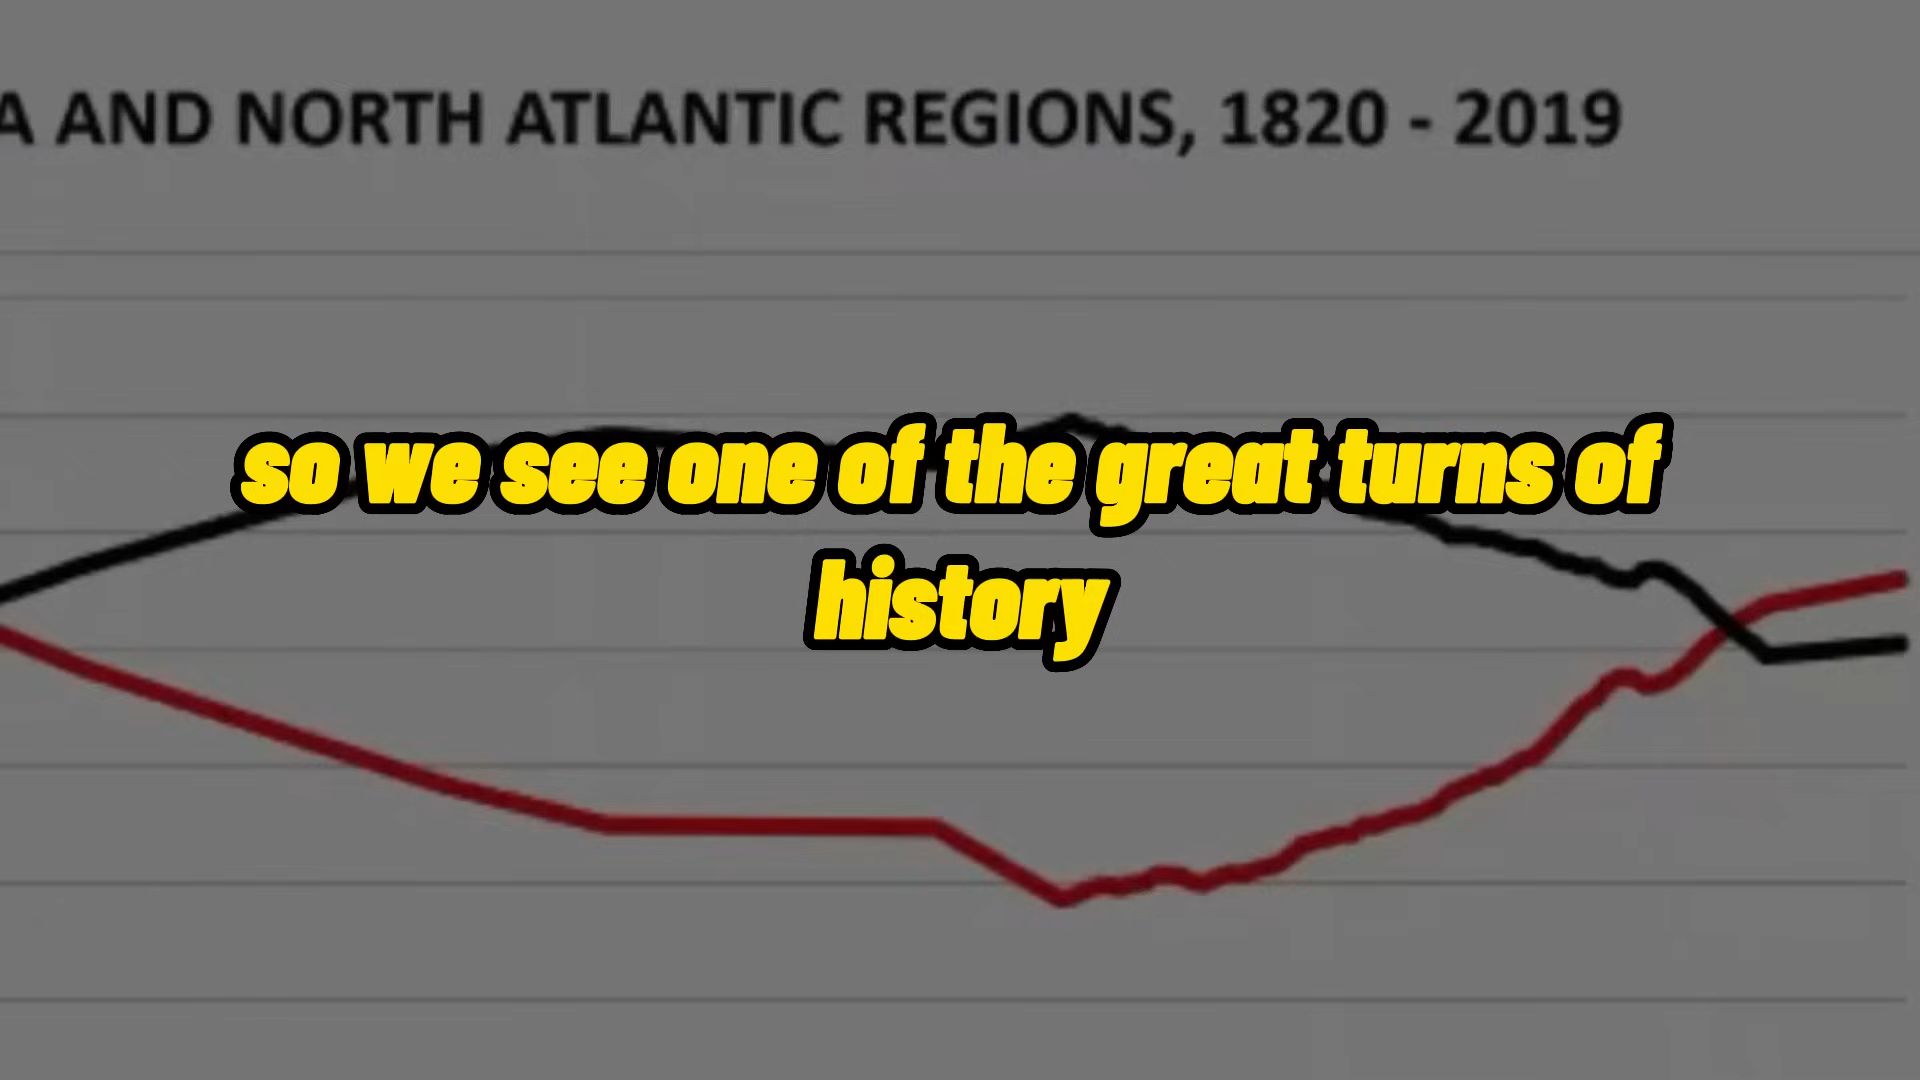 A AND NORTH ATLANTIC REGIONS, 1820 - 2019
so we see one of the great turns of
history